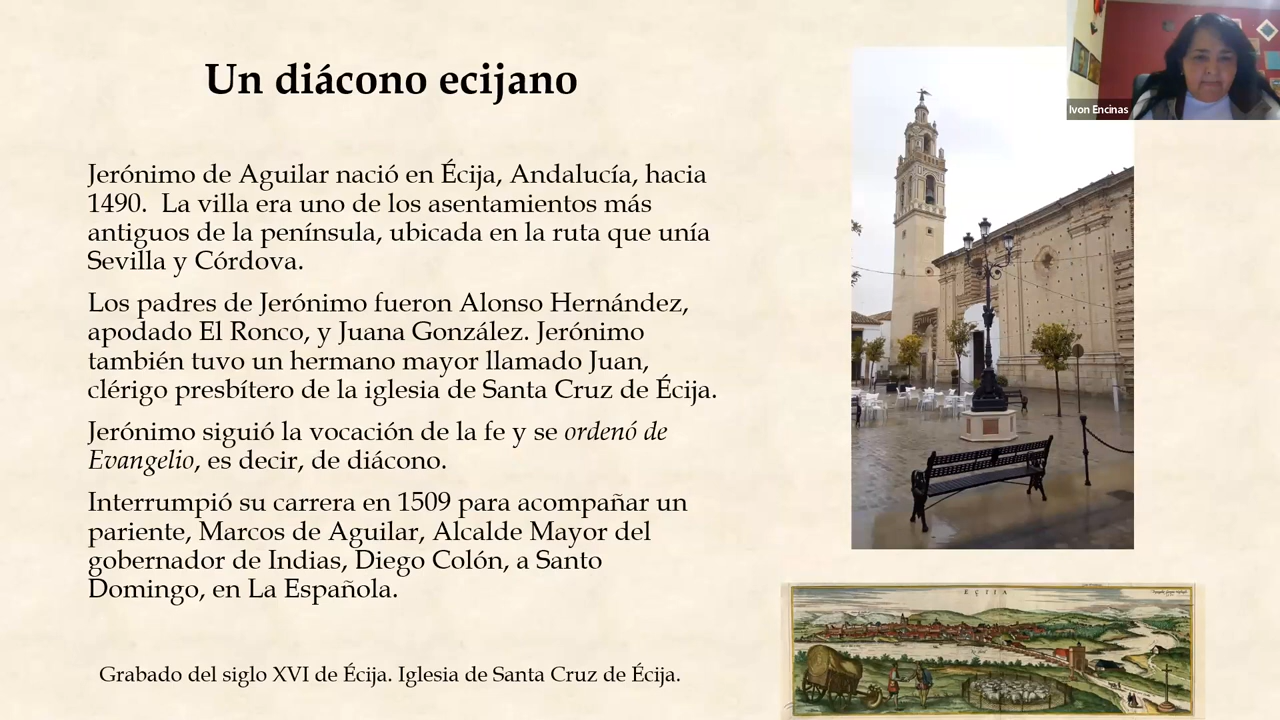 Un diácono ecijano
Ivon Encinas
Jerónimo de Aguilar nació en Écija, Andalucía, hacia
1490.  La villa era uno de los asentamientos más
antiguos de la península, ubicada en la ruta que unía
Sevilla y Córdova.
Los padres de Jerónimo fueron Alonso Hernández,
apodado El Ronco, y Juana González. Jerónimo
también tuvo un hermano mayor llamado Juan,
clérigo presbítero de la iglesia de Santa Cruz de Écija.
Jerónimo siguió la vocación de la fe y se ordenó de
Evangelio, es decir, de diácono.
Interrumpió su carrera en 1509 para acompañar un
pariente, Marcos de Aguilar, Alcalde Mayor del
gobernador de Indias, Diego Colón, a Santo
Domingo, en La Española.
Grabado del siglo XVI de Écija. Iglesia de Santa Cruz de Écija.